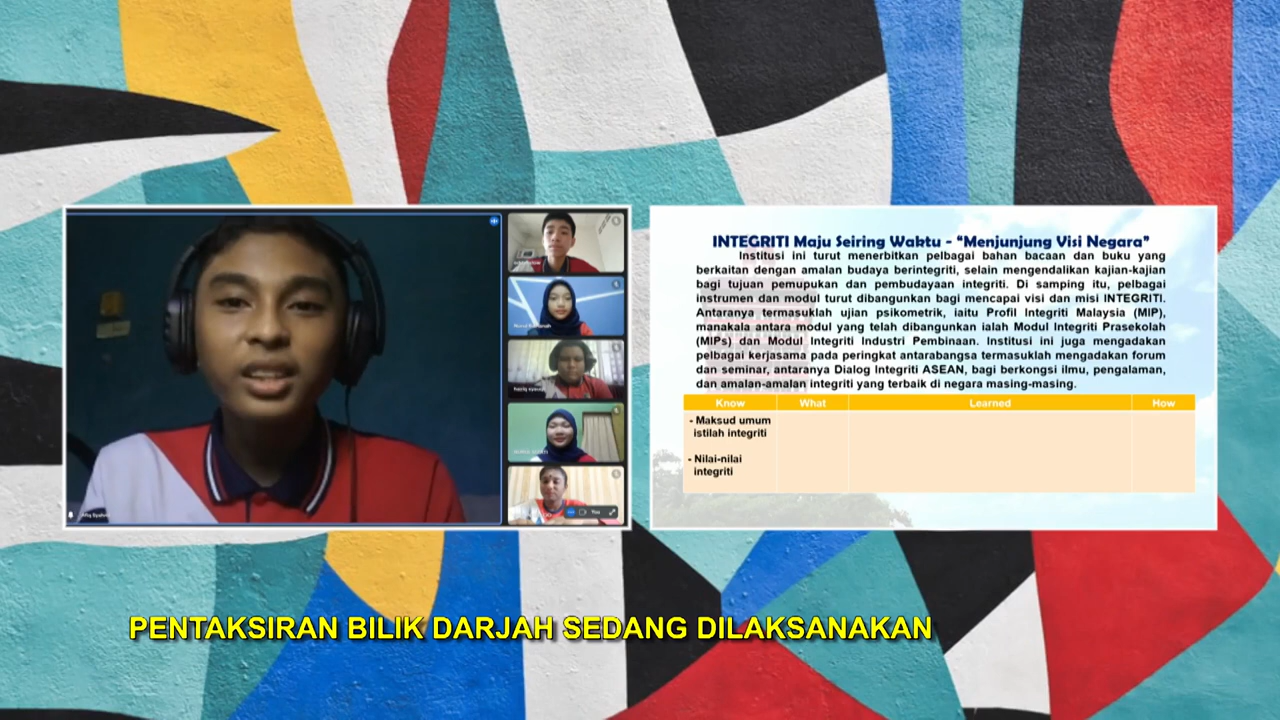 INTEGRITI Maju Seiring Waktu - “Menjunjung Visi Negara”
Institusi ini turut menerbitkan pelbagai bahan bacaan dan buku yang
berkaitan dengan amalan budaya berintegriti, selain mengendalikan kajian-kajian
bagi tujuan pemupukan dan pembudayaan integriti. Di samping itu, pelbagai
instrumen dan modul turut dibangunkan bagi mencapai visi dan misi INTEGRITI.
Antaranya termasuklah ujian psikometrik, iaitu Profil Integriti Malaysia (MIP),
manakala antara modul yang telah dibangunkan ialah Modul Integriti Prasekolah
(MIPs) dan Modul Integriti Industri Pembinaan. Institusi ini juga mengadakan
pelbagai kerjasama pada peringkat antarabangsa termasuklah mengadakan forum
dan seminar, antaranya Dialog Integriti ASEAN, bagi berkongsi ilmu, pengalaman,
dan amalan-amalan integriti yang terbaik di negara masing-masing.
Know What Learned How
- Maksud umum
istilah integriti
- Nilai-nilai
integriti
You
PENTAKSIRAN BILIK DARJAH SEDANG DILAKSANAKAN